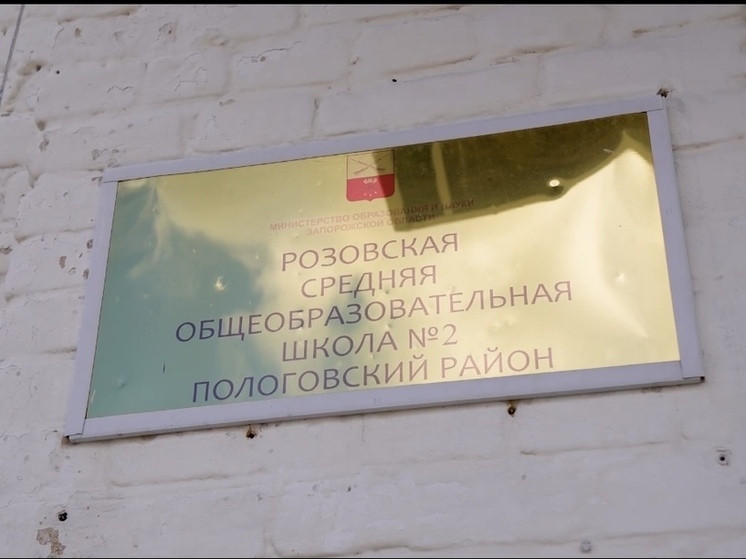 МИНИСТЕРСТВО ОБРАЗОВАНИЯ И НАУКИ
ЗАПОРОЖСКОЙ ОБЛАСТИ
РОЗОВСКАЯ
СРЕДНЯЯ
ОБЩЕОБРАЗОВАТЕЛЬНАЯ
ШКОЛА №2
ПОЛОГОВСКИЙ РАЙОН